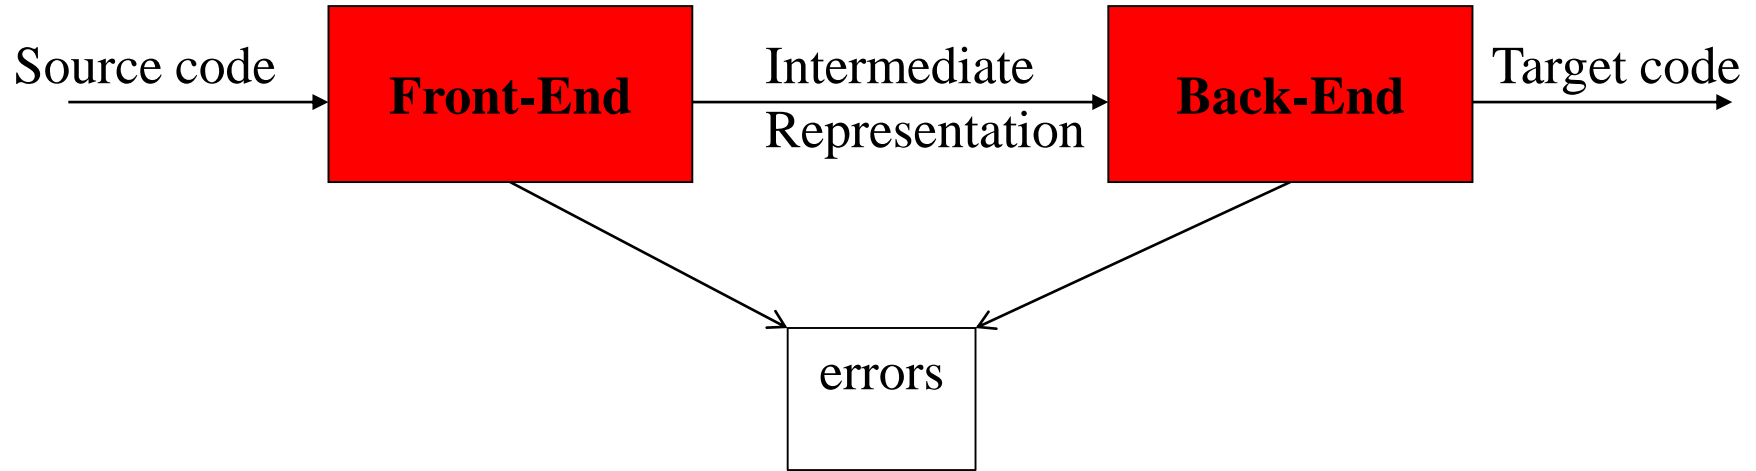 Source code
Front-End
Intermediate
Representation
Back-End
Target code
errors